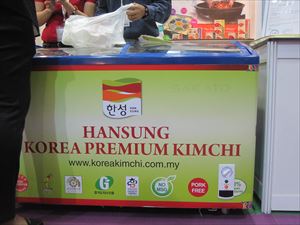 한성
HANSUNG
KOREA PREMIUM KIMCHI
www.koreakimchi.com.my
NO
MSG
PORK
FREE